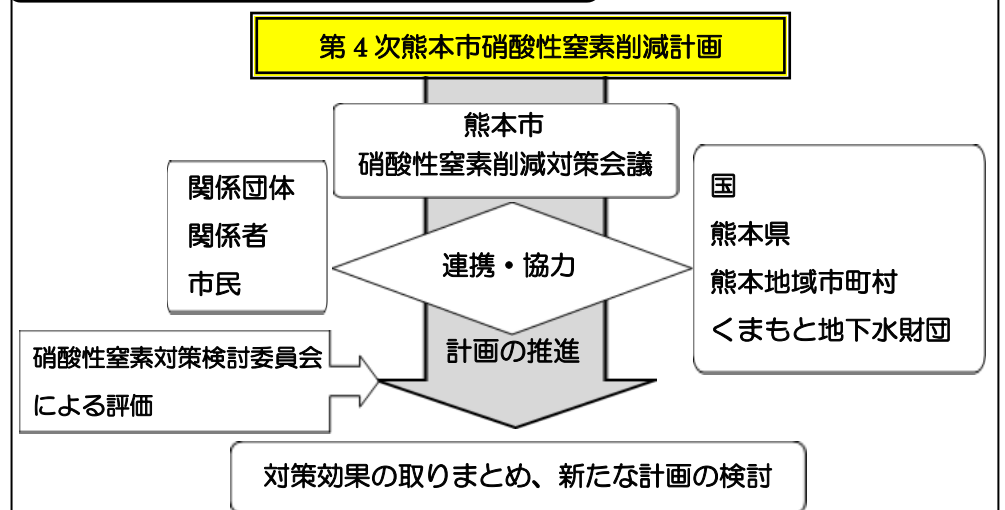 第4次熊本市硝酸性窒素削減計画
熊本市
硝酸性窒素削減対策会議
関係団体
関係者
市民
連携・協力
国
熊本県
熊本地域市町村
くまもと地下水財団
計画の推進
硝酸性窒素対策検討委員会
による評価
対策効果の取りまとめ、新たな計画の検討